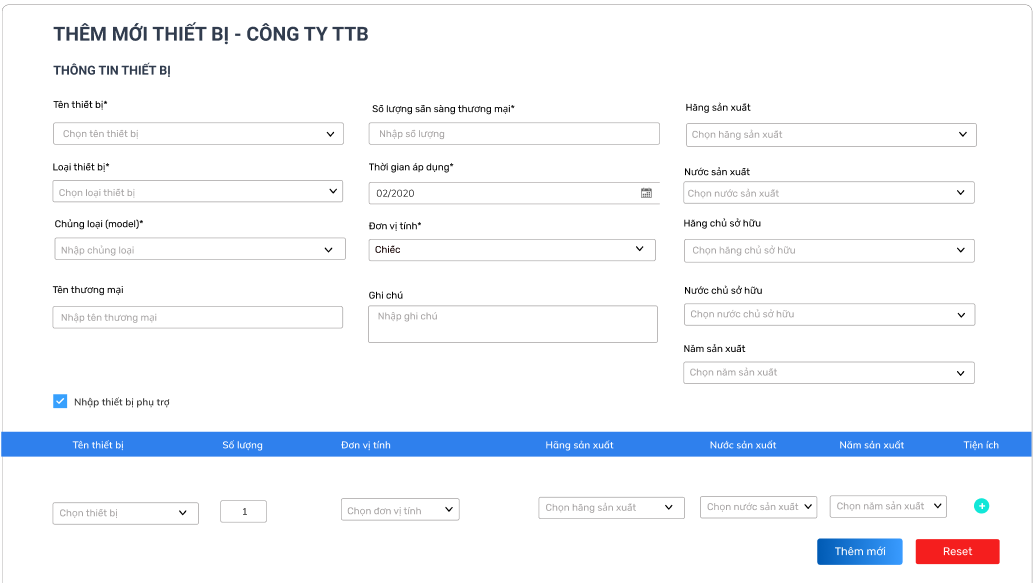 THÊM MỚI THIẾT BỊ - CÔNG TY TTB
THÔNG TIN THIẾT BỊ
Tên thiết bị*
Chọn tên thiết bị
Loại thiết bị*
Chọn loại thiết bị
Chủng loại (model)*
Nhập chủng loại
Tên thương mại
Nhập tên thương mại
Số lượng sẵn sàng thương mại*
Nhập số lượng
Thời gian áp dụng*
02/2020
Đơn vị tính*
Chiếc
Ghi chú
Nhập ghi chú
Hãng sản xuất
Chọn hãng sản xuất
Nước sản xuất
Chọn nước sản xuất
Hãng chủ sở hữu
Chọn hãng chủ sở hữu
Nước chủ sở hữu
Chọn nước chủ sở hữu
Năm sản xuất
Chọn năm sản xuất
Nhập thiết bị phụ trợ
Tên thiết bị Số lượng Đơn vị tính Hãng sản xuất Nước sản xuất Năm sản xuất Tiện ích
Chọn thiết bị 1 Chọn đơn vị tính Chọn hãng sản xuất Chọn nước sản xuất Chọn năm sản xuất
Thêm mới Reset